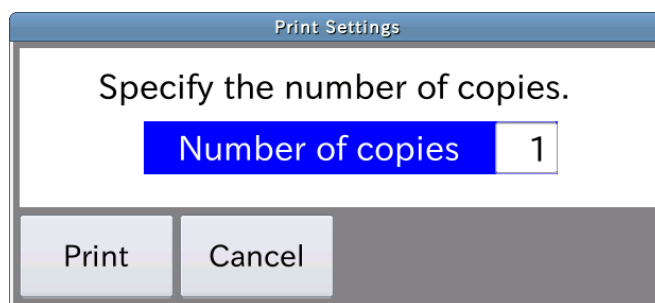 Print Settings
Specify the number of copies.
Number of copies 1
Print Cancel